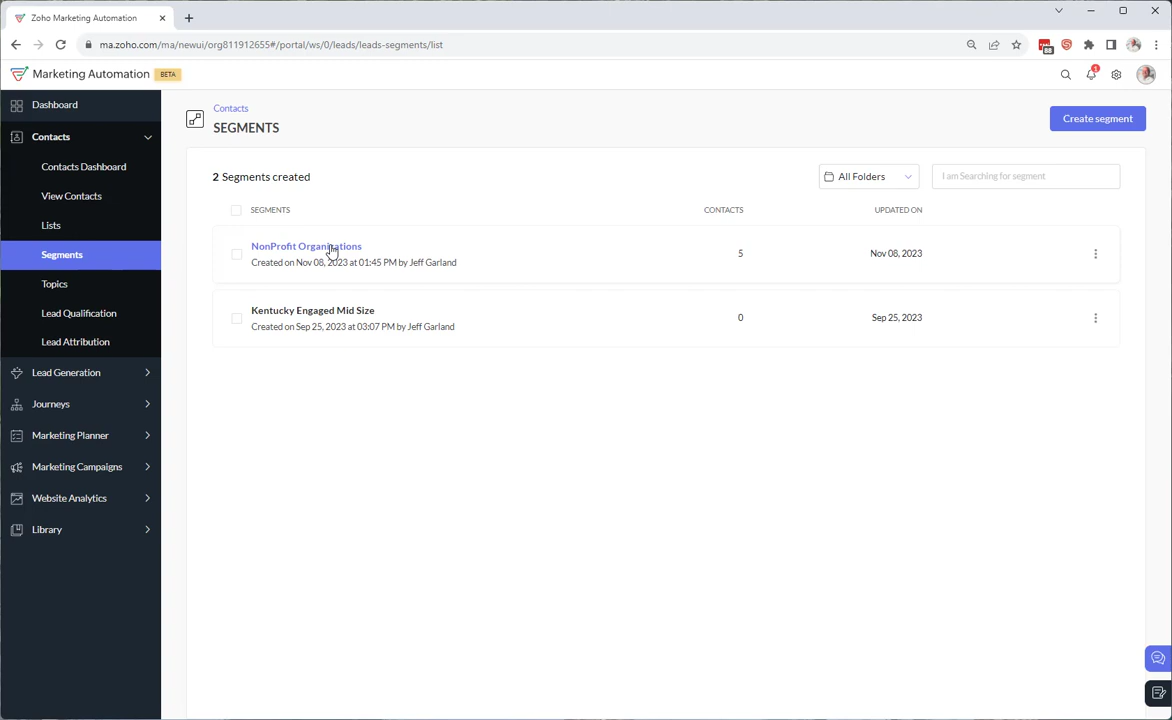 Zoho Marketing Automation
ma.zoho.com/ma/newui/org811912655#/portal/ws/0/leads/leads-segments/list
88
Marketing Automation BETA
1
Dashboard
Contacts
Contacts Dashboard
View Contacts
Lists
Segments
Topics
Lead Qualification
Lead Attribution
Lead Generation
Journeys
Marketing Planner
Marketing Campaigns
Website Analytics
Library
Contacts
SEGMENTS
Create segment
2 Segments created
All Folders
I am Searching for segment
SEGMENTS CONTACTS UPDATED ON
NonProfit Organizations
Created on Nov 08, 2023 at 01:45 PM by Jeff Garland
5 Nov 08, 2023
Kentucky Engaged Mid Size
Created on Sep 25, 2023 at 03:07 PM by Jeff Garland
0 Sep 25, 2023